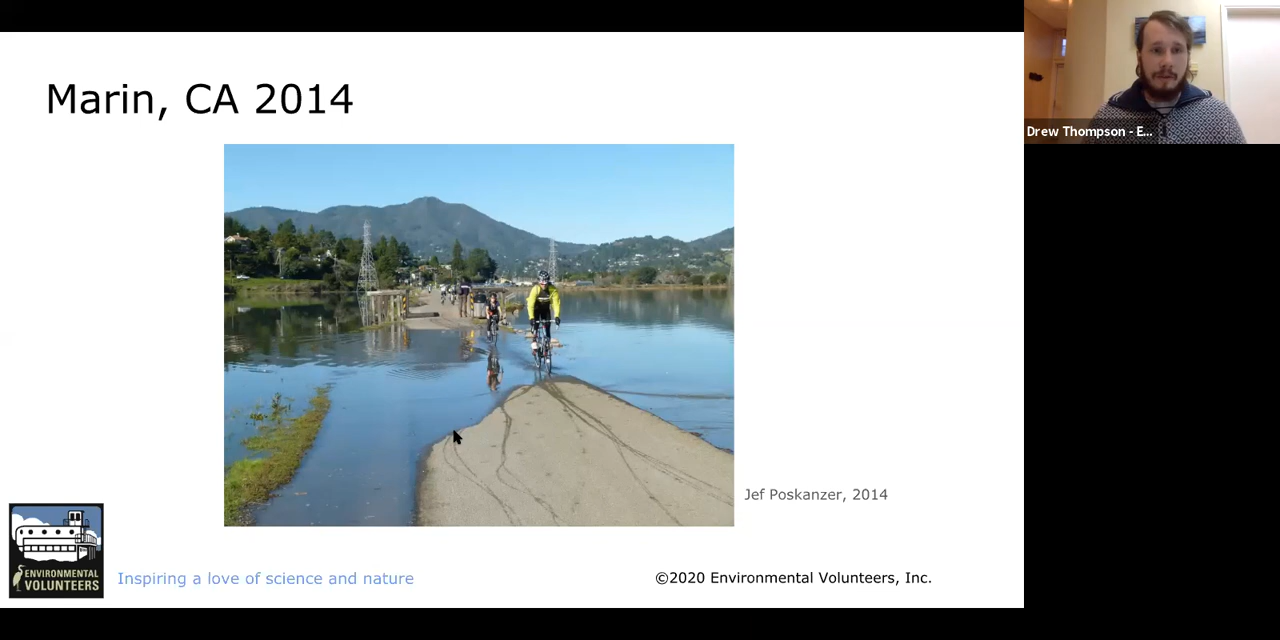 Marin, CA 2014
Drew Thompson - E...
Jef Poskanzer, 2014
ENVIRONMENTAL
VOLUNTEERS
Inspiring a love of science and nature
©2020 Environmental Volunteers, Inc.